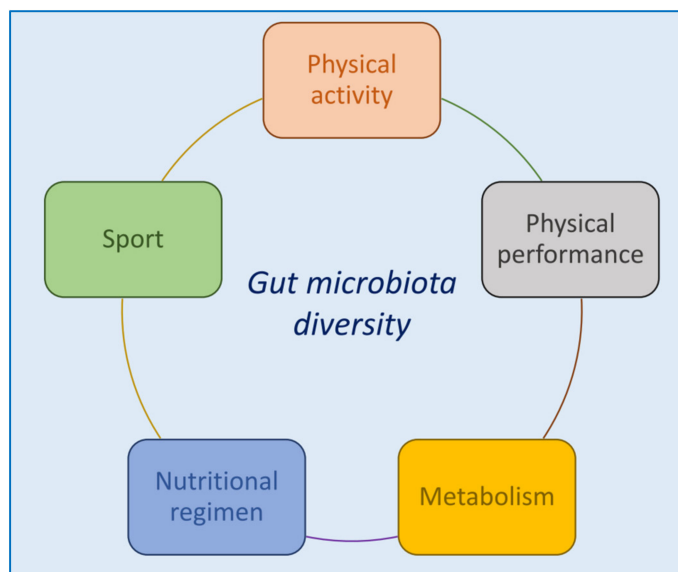 Physical
activity
Physical
performance
Sport
Gut microbiota
diversity
Nutritional
regimen
Metabolism